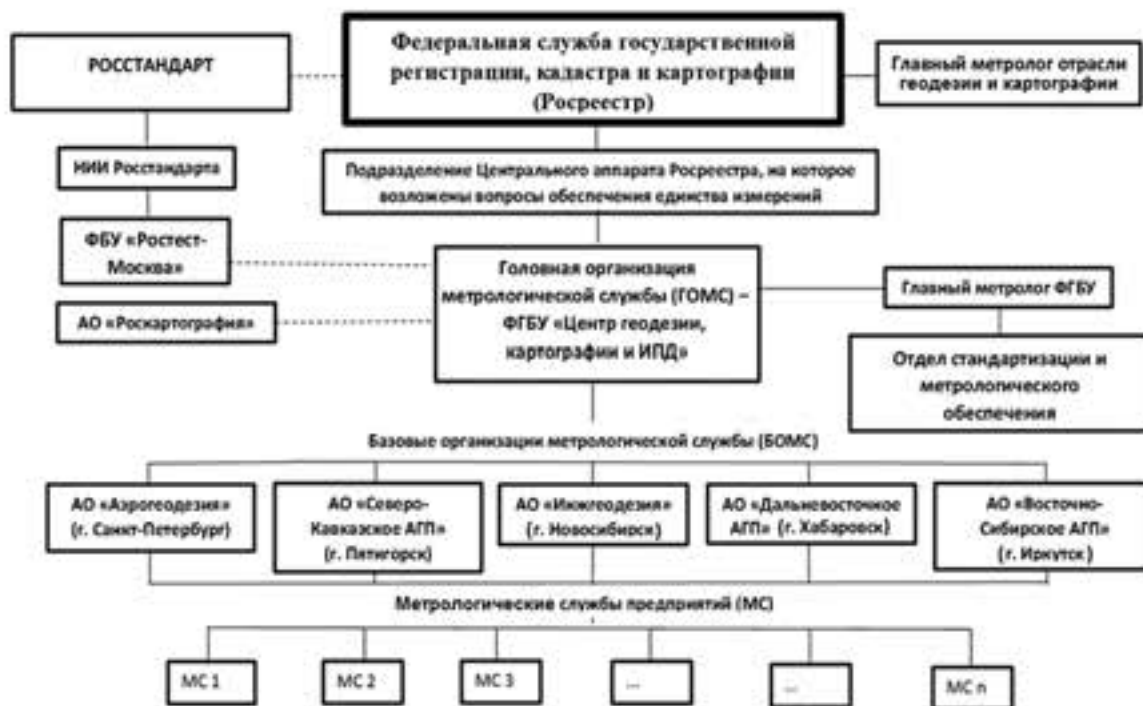 РОССТАНДАРТ
Федеральная служба государственной
регистрации, кадастра и картографии
(Росреестр)
Главный метролог отрасли
геодезии и картографии
НИИ Росстандарта
Подразделение Центрального аппарата Росреестра, на которое
возложены вопросы обеспечения единства измерений
ФБУ «Ростест-
Москва»
АО «Роскартография»
Головная организация
метрологической службы (ГОМС) –
ФГБУ «Центр геодезии,
картографии и ИПД»
Главный метролог ФГБУ
Отдел стандартизации и
метрологического
обеспечения
Базовые организации метрологической службы (БОМС)
АО «Аэрогеодезия»
(г. Санкт-Петербург)
АО «Северо-
Кавказское АГП»
(г. Пятигорск)
АО «Инжгеодезия»
(г. Новосибирск)
АО «Дальневосточное
АГП» (г. Хабаровск)
АО «Восточно-
Сибирское АГП»
(г. Иркутск)
Метрологические службы предприятий (МС)
МС 1
МС 2
МС 3
...
...
МС n